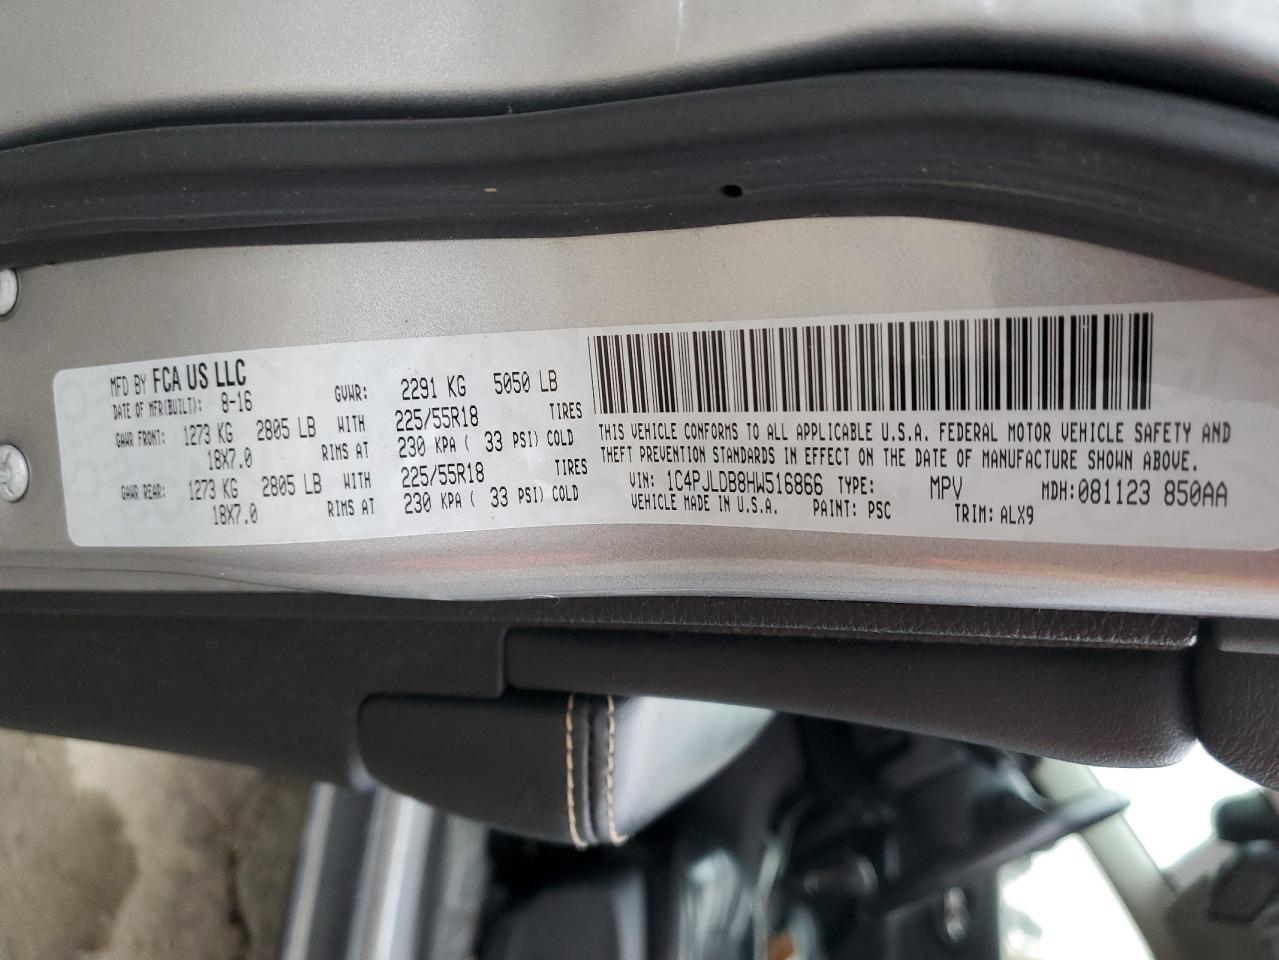 MFD BY FCA US LLC
DATE OF MFR(BUILT): 8-16 GVWR: 2291 KG 5050 LB
GAWR FRONT: 1273 KG 2805 LB WITH 225/55R18 TIRES
18X7.0 RIMS AT 230 KPA ( 33 PSI) COLD
GAWR REAR: 1273 KG 2805 LB WITH 225/55R18 TIRES
18X7.0 RIMS AT 230 KPA ( 33 PSI) COLD
THIS VEHICLE CONFORMS TO ALL APPLICABLE U.S.A. FEDERAL MOTOR VEHICLE SAFETY AND
THEFT PREVENTION STANDARDS IN EFFECT ON THE DATE OF MANUFACTURE SHOWN ABOVE.
VIN: 1C4PJLDB8HW516866 TYPE: MPV MDH:081123 850AA
VEHICLE MADE IN U.S.A. PAINT: PSC TRIM: ALX9